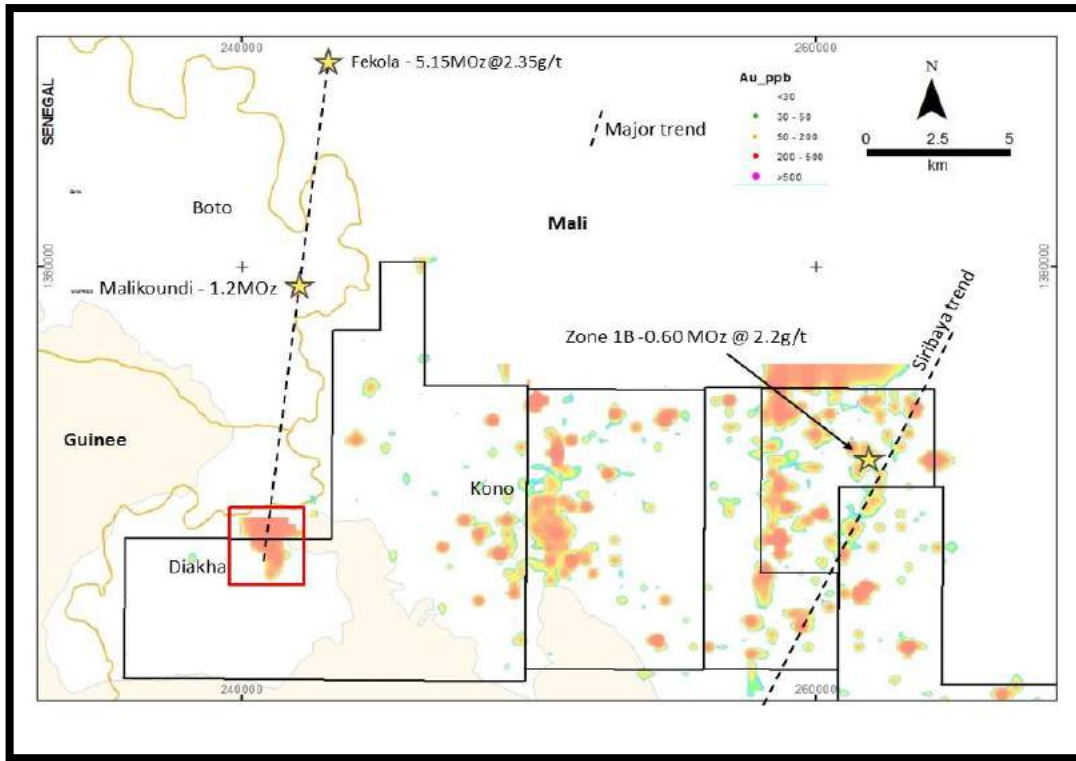 240000
260000
Fekola - 5.15MOz@2.35g/t
SENEGAL
Au_ppb
<30
30 - 50
50 - 200
200 - 500
>500
N
0 2.5 5
km
Major trend
Boto
Mali
1380000
1380000
Malikoundi - 1.2MOz
Zone 1B -0.60 MOz @ 2.2g/t
Siribaya trend
Guinee
Kono
Diakha
240000
260000